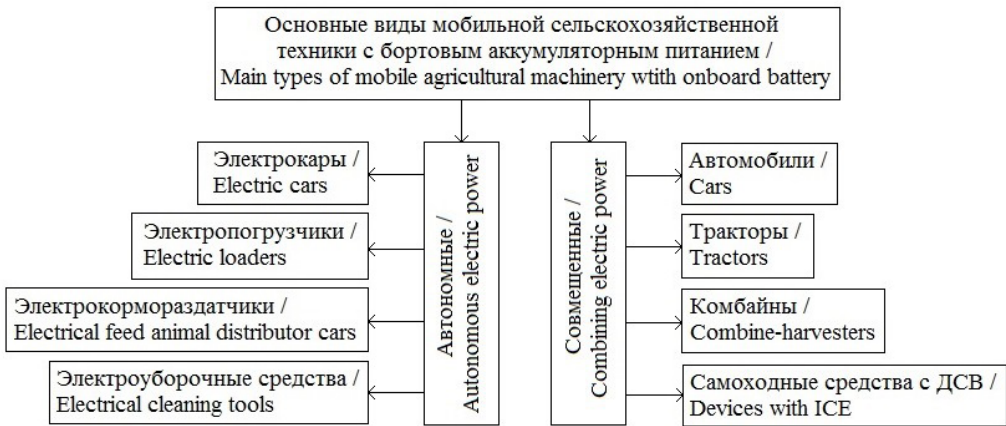 Основные виды мобильной сельскохозяйственной
техники с бортовым аккумуляторным питанием /
Main types of mobile agricultural machinery wtith onboard battery
Электрокары /
Electric cars
Электропогрузчики /
Electric loaders
Электрокормораздатчики /
Electrical feed animal distributor cars
Электроуборочные средства /
Electrical cleaning tools
Автономные /
Autonomous electric power
Совмещенные /
Combining electric power
Автомобили /
Cars
Тракторы /
Tractors
Комбайны /
Combine-harvesters
Самоходные средства с ДСВ /
Devices with ICE